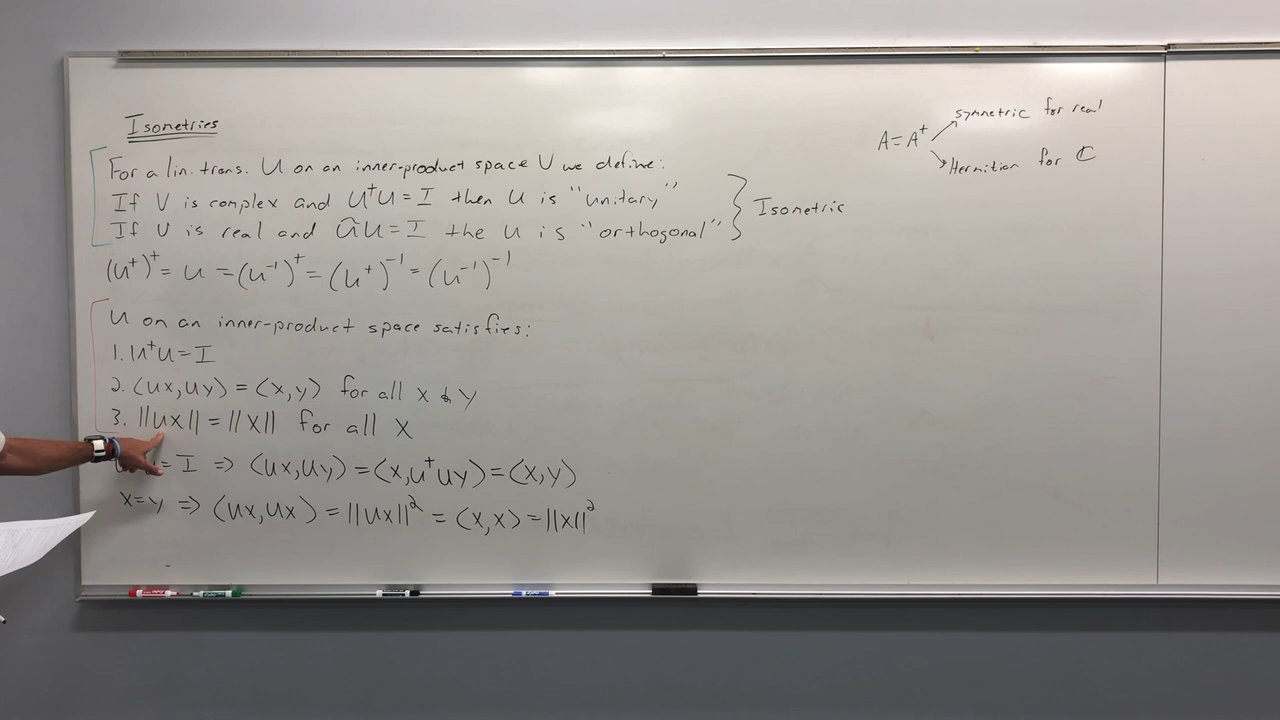 Isometries
For a lin. trans. U on an inner-product space V we define:
If V is complex and U⁺U = I then U is "unitary"
If V is real and ŨU = I the U is "orthogonal"
Isometric
(U⁺)⁺ = U = (U⁻¹)⁺ = (U⁺)⁻¹ = (U⁻¹)⁻¹
U on an inner-product space satisfies:
1. U⁺U = I
2. (Ux,Uy) = (x,y) for all x & y
3. ||Ux|| = ||x|| for all x
= I ⇒ (Ux,Uy) = (x,U⁺Uy) = (x,y)
x=y ⇒ (Ux,Ux) = ||Ux||² = (x,x) = ||x||²
A = A⁺
symmetric for real
Hermition for ℂ